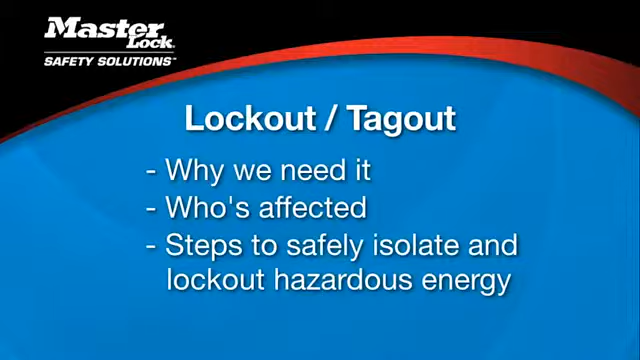 Master Lock
SAFETY SOLUTIONS™
Lockout / Tagout
- Why we need it
- Who's affected
- Steps to safely isolate and
lockout hazardous energy